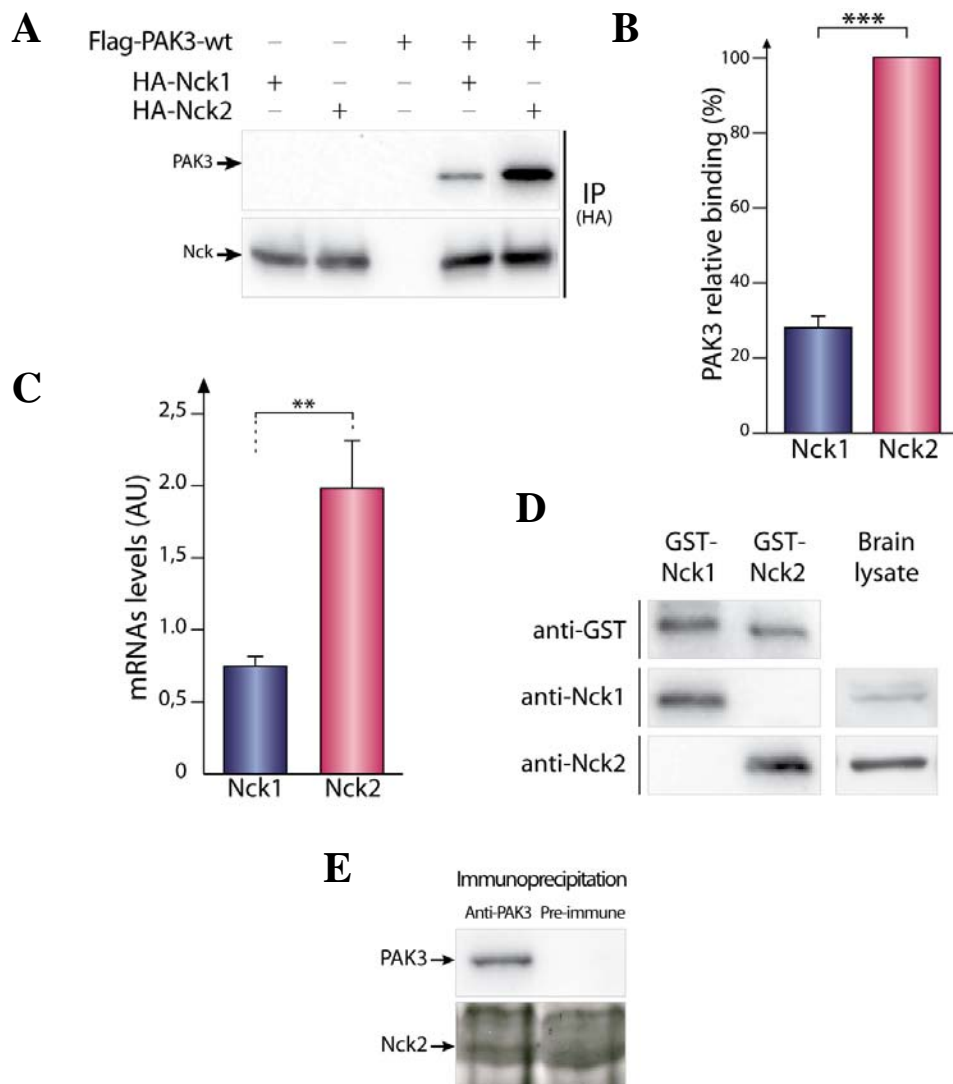 A
Flag-PAK3-wt − − + + +
HA-Nck1 + − − + −
HA-Nck2 − + − − +
PAK3
Nck
IP
(HA)
B
***
PAK3 relative binding (%)
100
80
60
40
20
0
Nck1 Nck2
C
**
mRNAs levels (AU)
2,5
2.0
1,5
1.0
0,5
0
Nck1 Nck2
D
GST-Nck1 GST-Nck2 Brain lysate
anti-GST
anti-Nck1
anti-Nck2
E
Immunoprecipitation
Anti-PAK3 Pre-immune
PAK3
Nck2